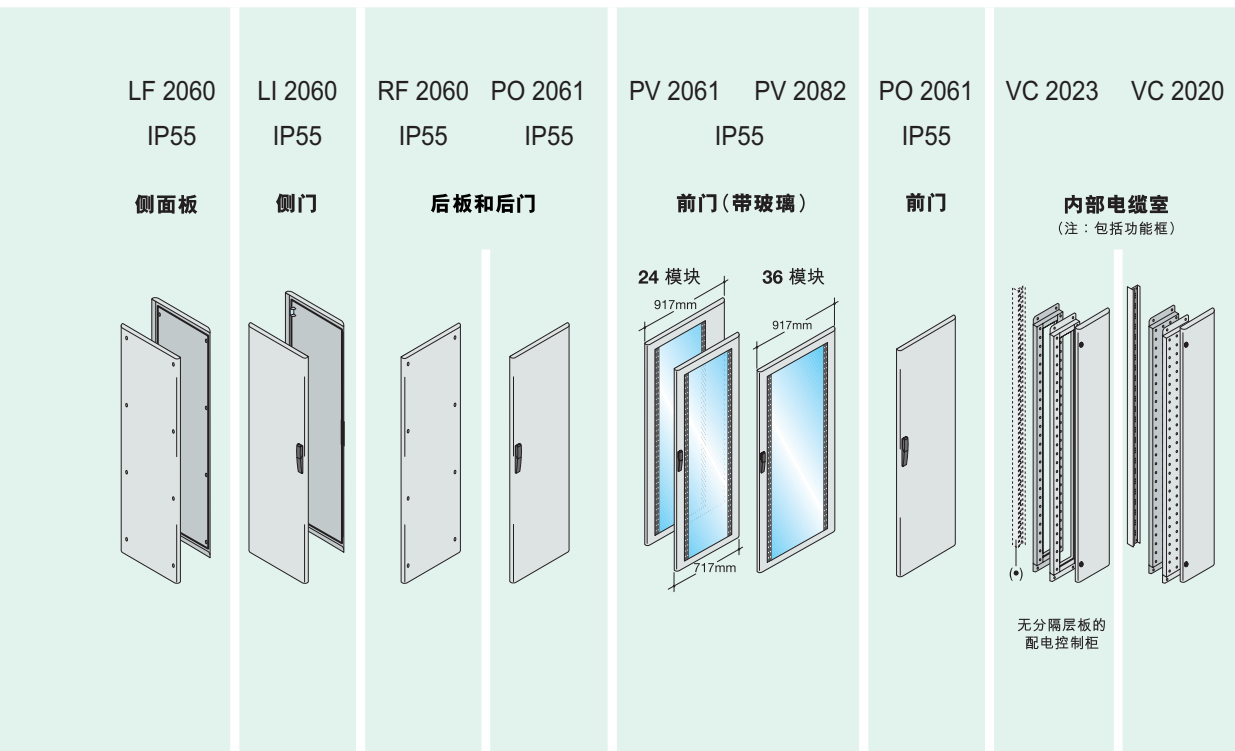 LF 2060
IP55
侧面板
LI 2060
IP55
侧门
RF 2060 PO 2061
IP55 IP55
后板和后门
PV 2061 PV 2082
IP55
前门（带玻璃）
24 模块
917mm
36 模块
917mm
717mm
PO 2061
IP55
前门
VC 2023 VC 2020
内部电缆室
（注：包括功能框）
(•)
无分隔层板的
配电控制柜